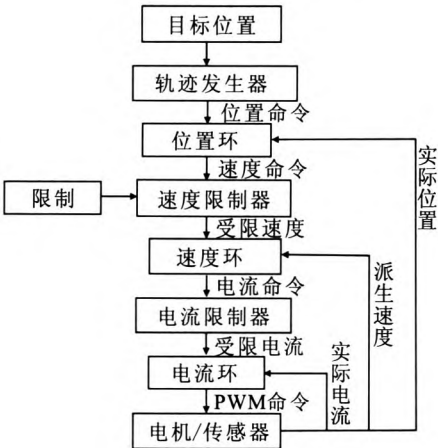 目标位置
轨迹发生器
位置命令
位置环
速度命令
限制
速度限制器
受限速度
速度环
电流命令
电流限制器
受限电流
电流环
PWM命令
电机/传感器
实际电流
派生速度
实际位置